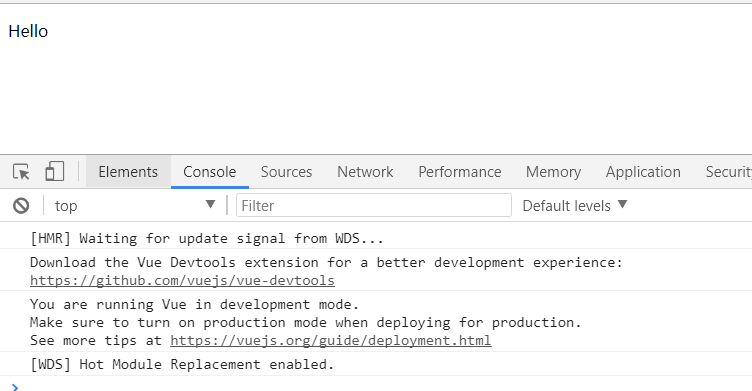 Hello
Elements Console Sources Network Performance Memory Application Security
top Filter Default levels
[HMR] Waiting for update signal from WDS...
Download the Vue Devtools extension for a better development experience:
https://github.com/vuejs/vue-devtools
You are running Vue in development mode.
Make sure to turn on production mode when deploying for production.
See more tips at https://vuejs.org/guide/deployment.html
[WDS] Hot Module Replacement enabled.